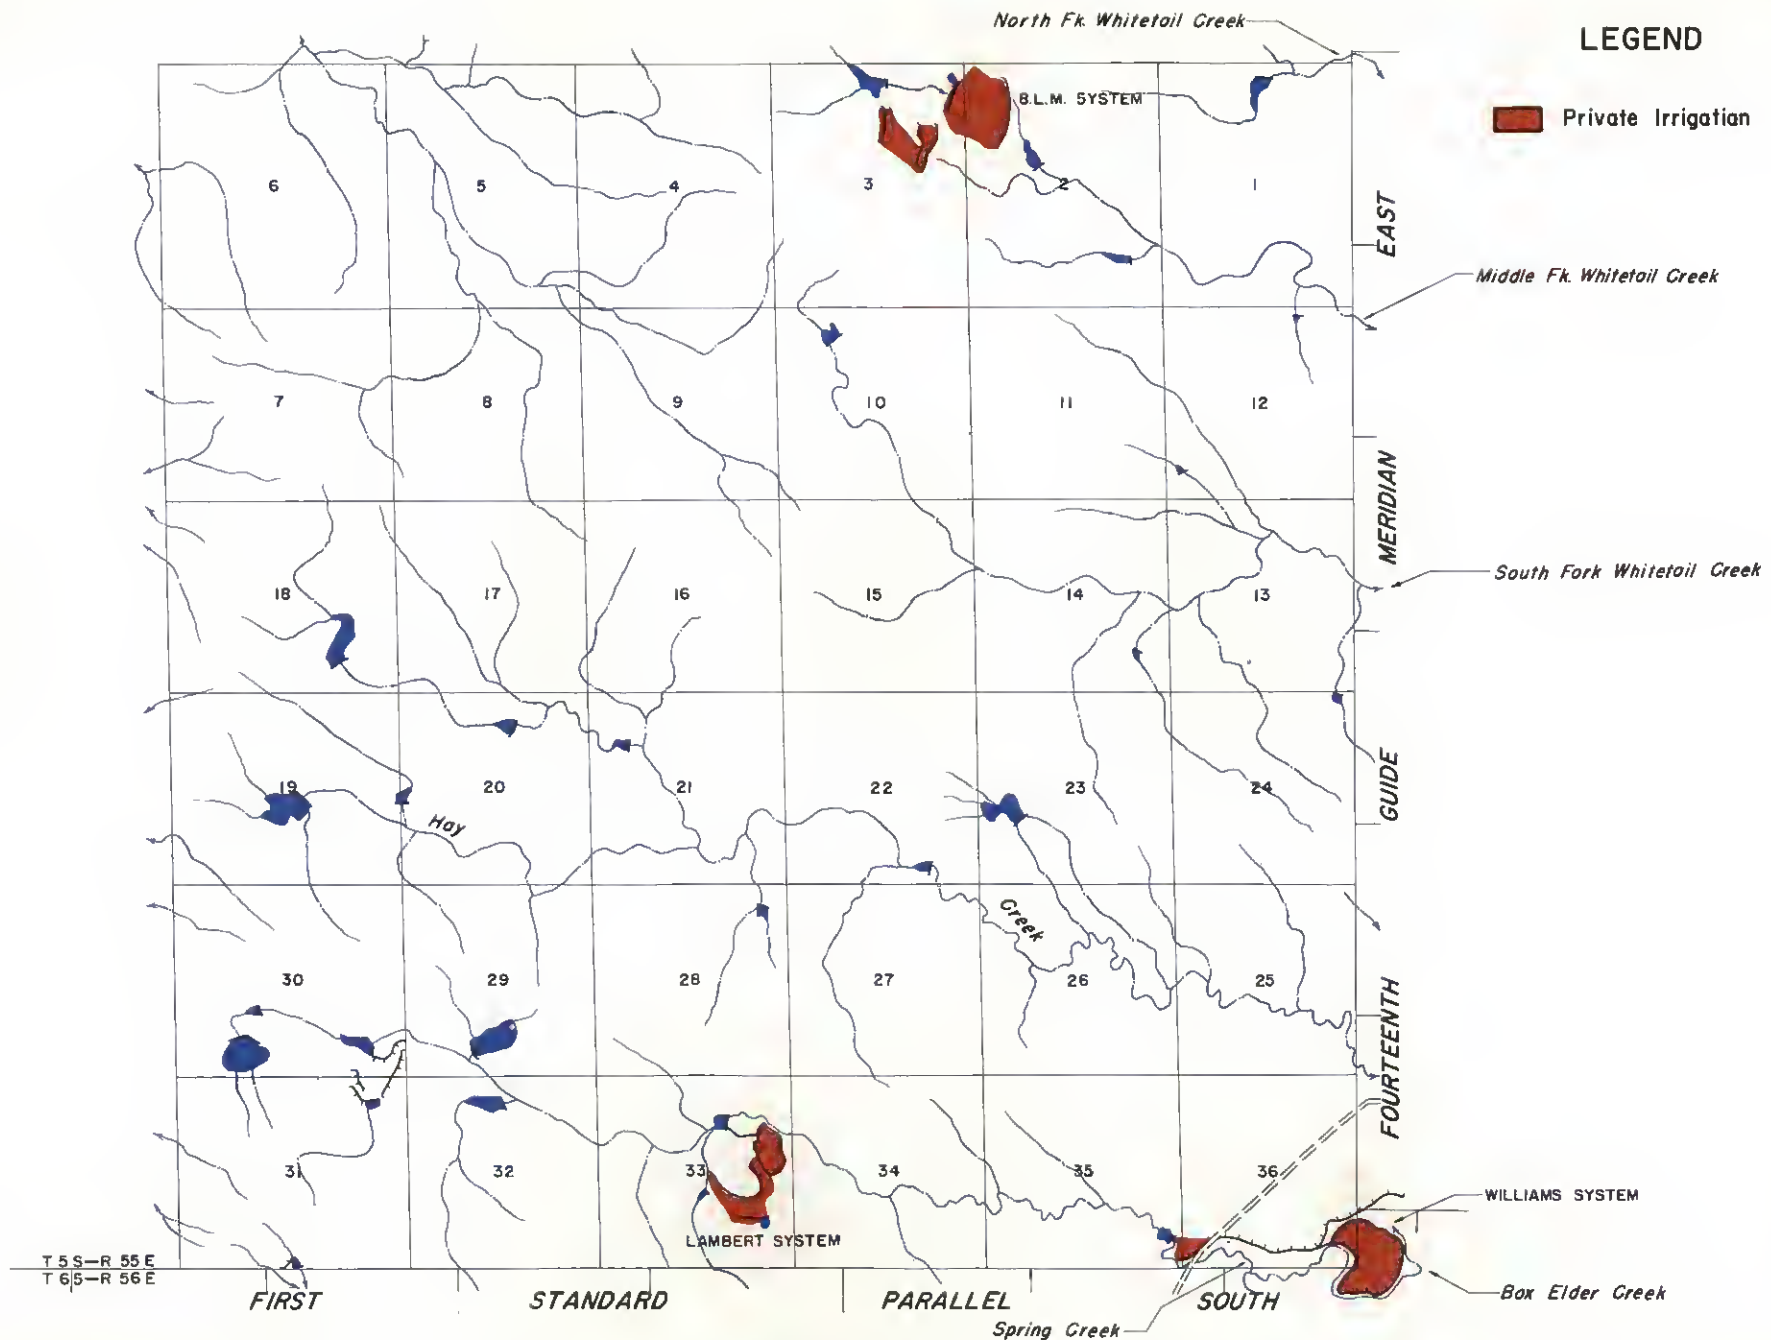 North Fk. Whitetail Creek
LEGEND
Private Irrigation
B.L.M. SYSTEM
6
5
4
3
2
1
EAST
Middle Fk. Whitetail Creek
7
8
9
10
11
12
MERIDIAN
South Fork Whitetail Creek
18
17
16
15
14
13
19
20
21
22
23
24
GUIDE
Hay
Creek
30
29
28
27
26
25
FOURTEENTH
31
32
33
34
35
36
WILLIAMS SYSTEM
LAMBERT SYSTEM
T 5 S—R 55 E
T 6 S—R 56 E
Box Elder Creek
FIRST STANDARD PARALLEL SOUTH
Spring Creek